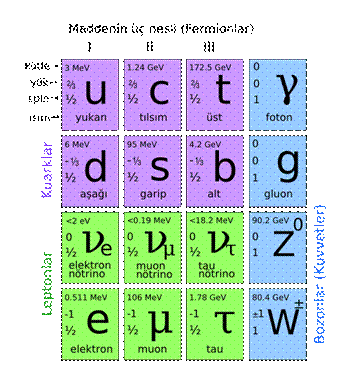 Maddenin üç nesli (Fermionlar)
I II III
kütle
yük
spin
isim
3 MeV 1.24 GeV 172.5 GeV 0
⅔ ⅔ ⅔ 0
½ ½ ½ 1
u c t γ
yukarı tılsım üst foton
Kuarklar
6 MeV 95 MeV 4.2 GeV 0
-⅓ -⅓ -⅓ 0
½ ½ ½ 1
d s b g
aşağı garip alt gluon
<2 eV <0.19 MeV <18.2 MeV 90.2 GeV
0 0 0 0
½ ½ ½ 1
νe νμ ντ Z⁰
elektron muon tau
nötrino nötrino nötrino
Leptonlar
0.511 MeV 106 MeV 1.78 GeV 80.4 GeV
-1 -1 -1 ±1
½ ½ ½ 1
e μ τ W±
elektron muon tau
Bozonlar (Kuvvetler)